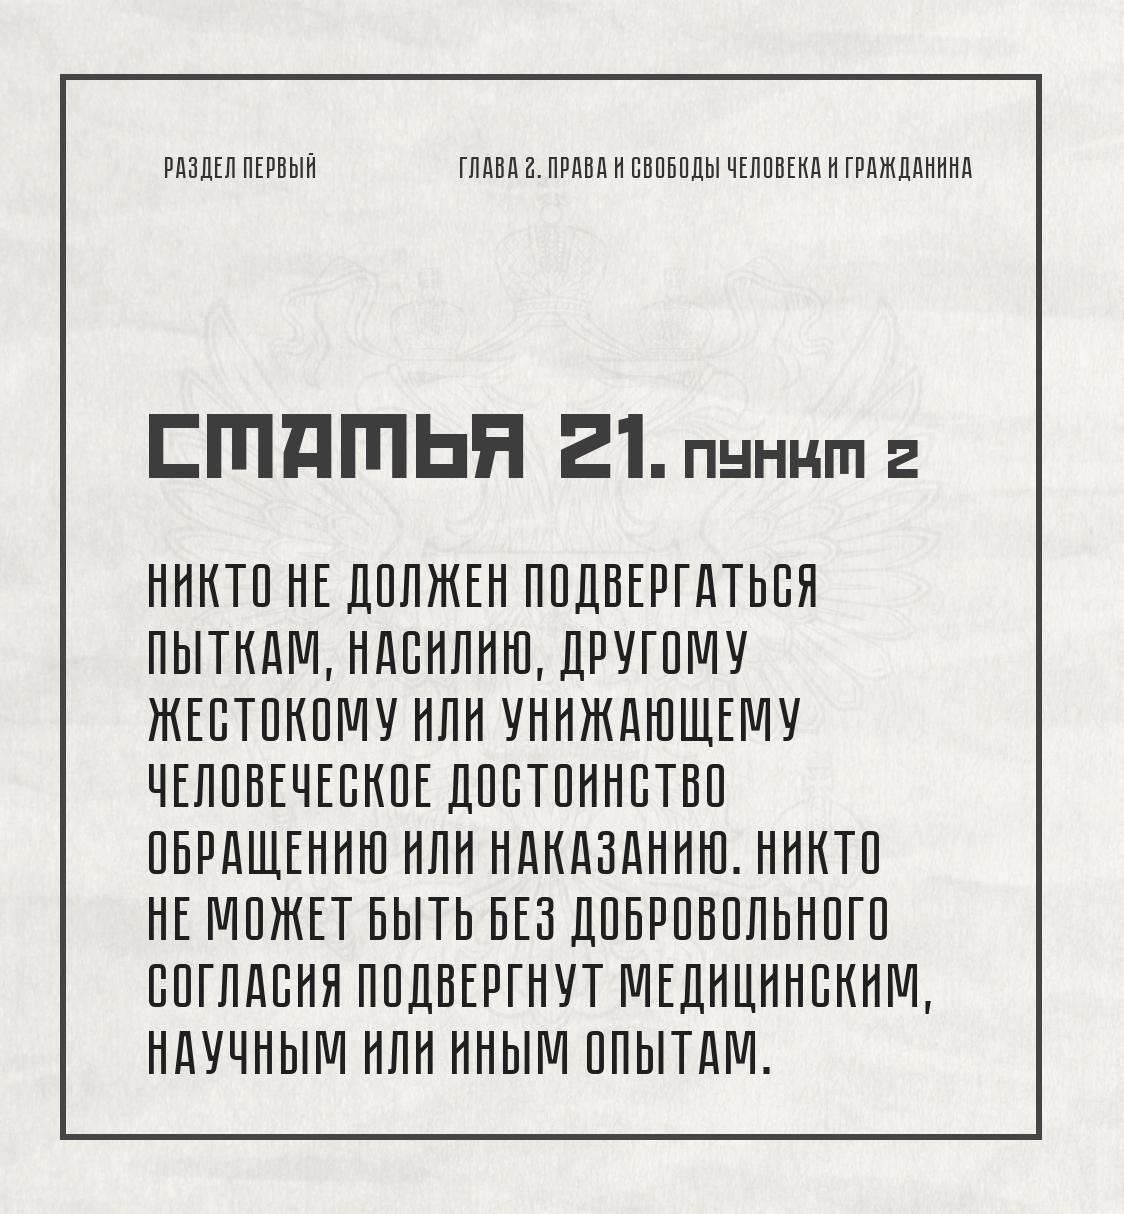 РАЗДЕЛ ПЕРВЫЙ
ГЛАВА 2. ПРАВА И СВОБОДЫ ЧЕЛОВЕКА И ГРАЖДАНИНА
СТАТЬЯ 21. ПУНКТ 2
НИКТО НЕ ДОЛЖЕН ПОДВЕРГАТЬСЯ
ПЫТКАМ, НАСИЛИЮ, ДРУГОМУ
ЖЕСТОКОМУ ИЛИ УНИЖАЮЩЕМУ
ЧЕЛОВЕЧЕСКОЕ ДОСТОИНСТВО
ОБРАЩЕНИЮ ИЛИ НАКАЗАНИЮ. НИКТО
НЕ МОЖЕТ БЫТЬ БЕЗ ДОБРОВОЛЬНОГО
СОГЛАСИЯ ПОДВЕРГНУТ МЕДИЦИНСКИМ,
НАУЧНЫМ ИЛИ ИНЫМ ОПЫТАМ.